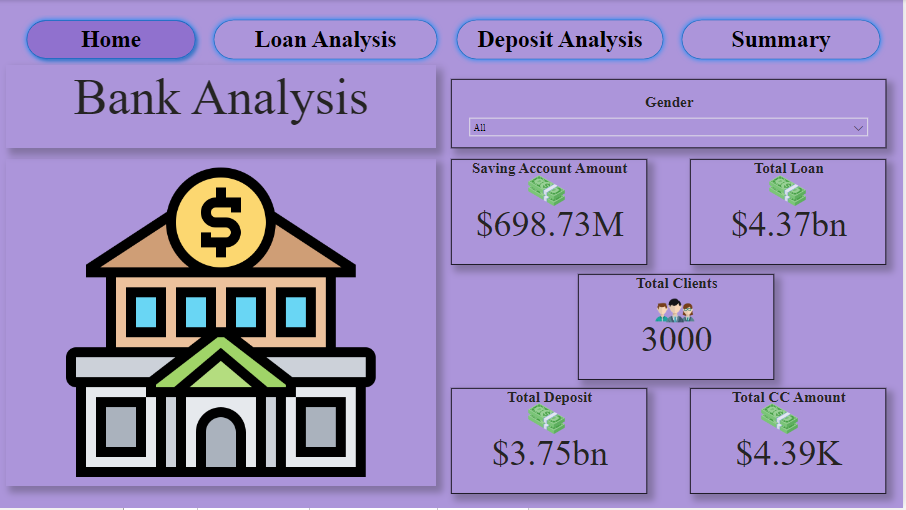 Home
Loan Analysis
Deposit Analysis
Summary
Bank Analysis
Gender
All
Saving Account Amount
$698.73M
Total Loan
$4.37bn
Total Clients
3000
Total Deposit
$3.75bn
Total CC Amount
$4.39K
$